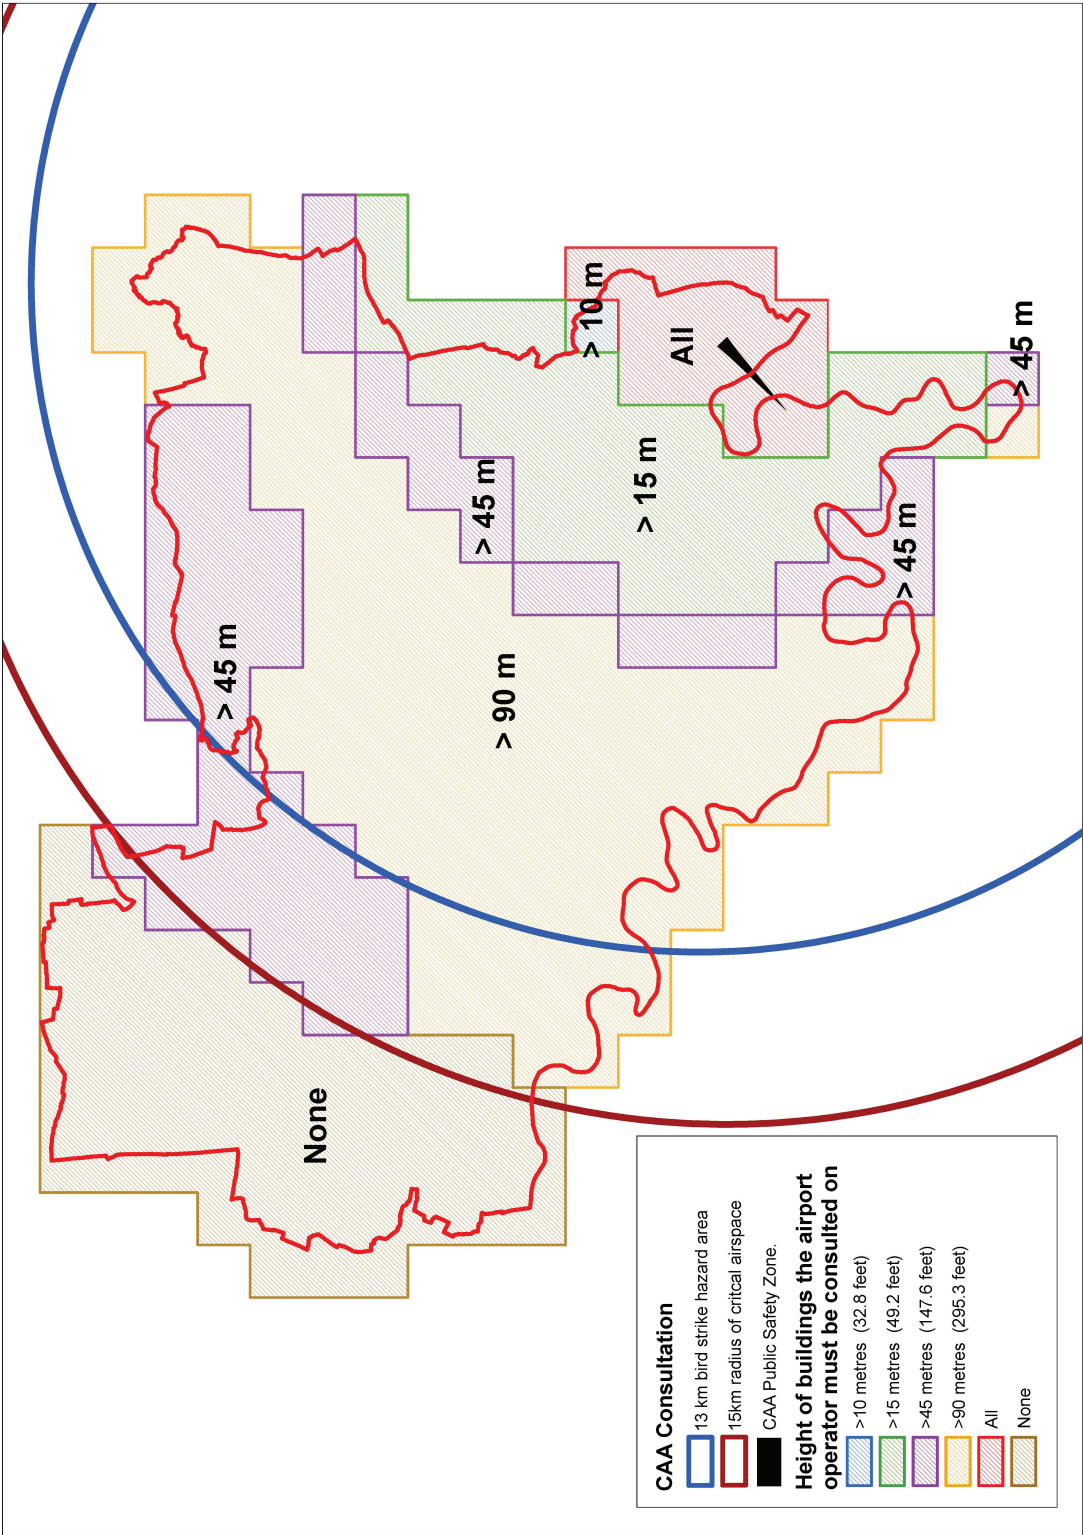 > 45 m
> 90 m
> 45 m
> 15 m
> 10 m
All
> 45 m
> 45 m
None
CAA Consultation
13 km bird strike hazard area
15km radius of critcal airspace
CAA Public Safety Zone.
Height of buildings the airport
operator must be consulted on
>10 metres (32.8 feet)
>15 metres (49.2 feet)
>45 metres (147.6 feet)
>90 metres (295.3 feet)
All
None